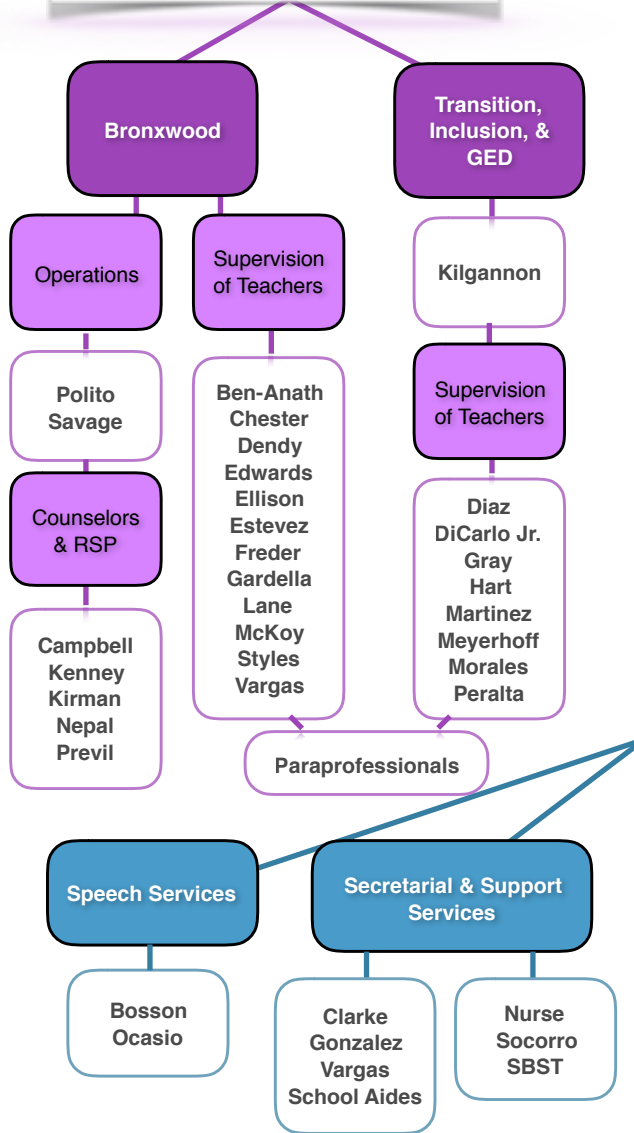 Bronxwood
Transition,
Inclusion, &
GED
Operations
Supervision
of Teachers
Kilgannon
Polito
Savage
Ben-Anath
Chester
Dendy
Edwards
Ellison
Estevez
Freder
Gardella
Lane
McKoy
Styles
Vargas
Supervision
of Teachers
Counselors
& RSP
Diaz
DiCarlo Jr.
Gray
Hart
Martinez
Meyerhoff
Morales
Peralta
Campbell
Kenney
Kirman
Nepal
Previl
Paraprofessionals
Speech Services
Secretarial & Support
Services
Bosson
Ocasio
Clarke
Gonzalez
Vargas
School Aides
Nurse
Socorro
SBST